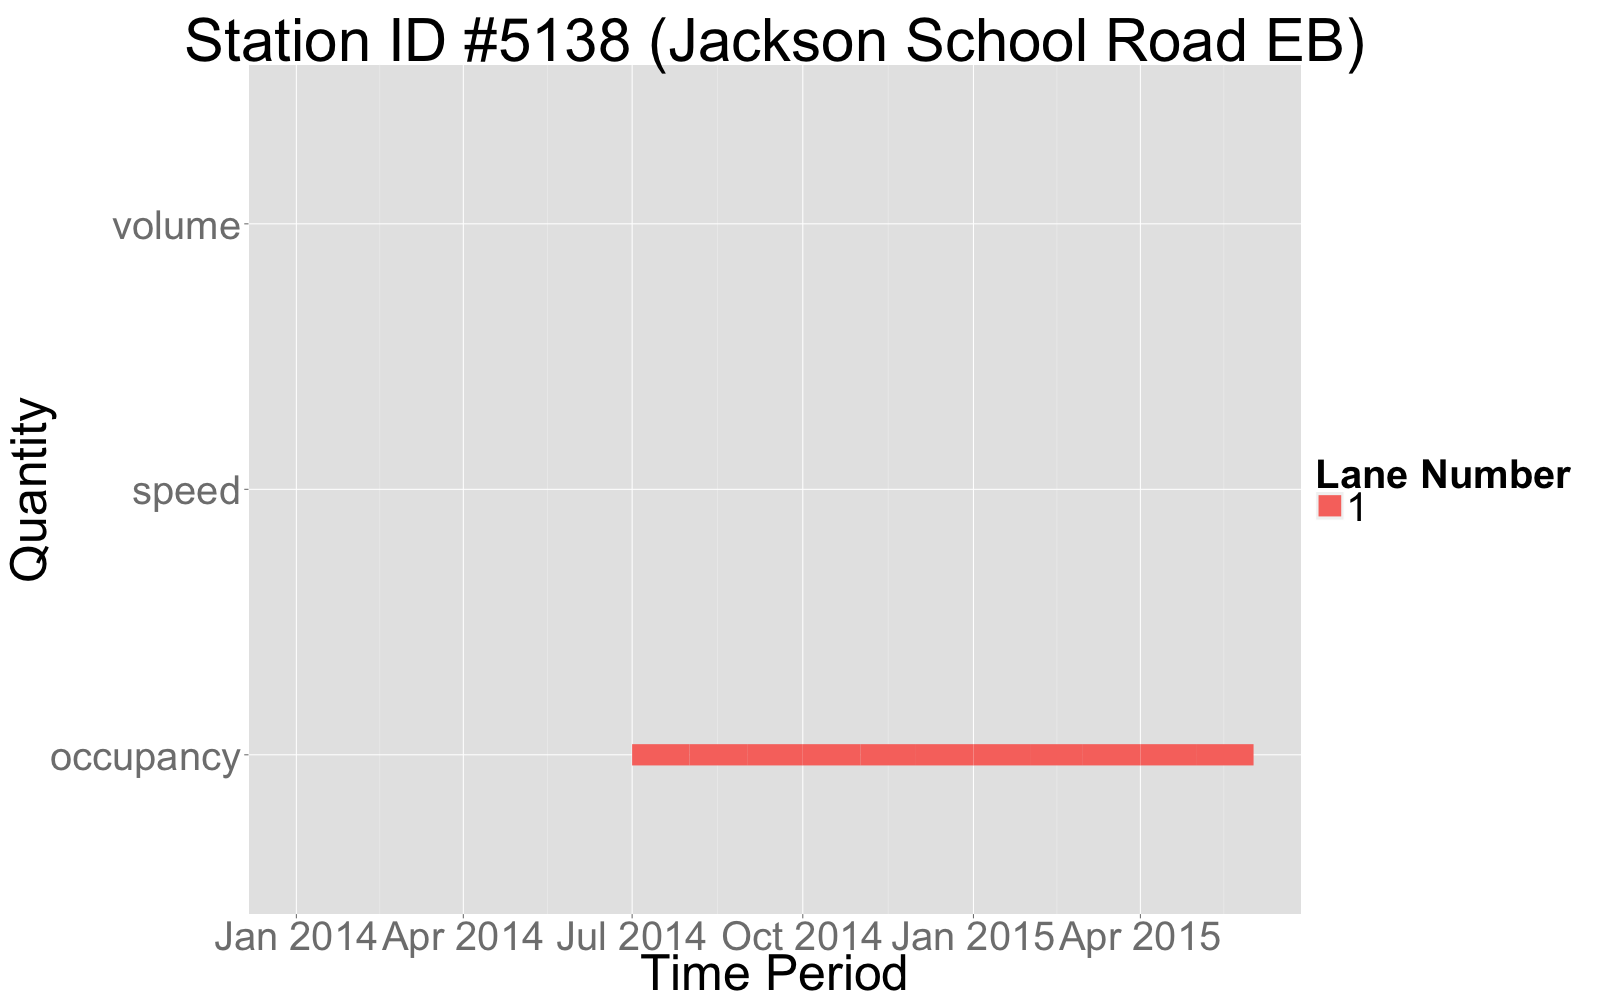 Station ID #5138 (Jackson School Road EB)
Quantity
volume
speed
occupancy
Jan 2014 Apr 2014 Jul 2014 Oct 2014 Jan 2015 Apr 2015
Time Period
Lane Number
1